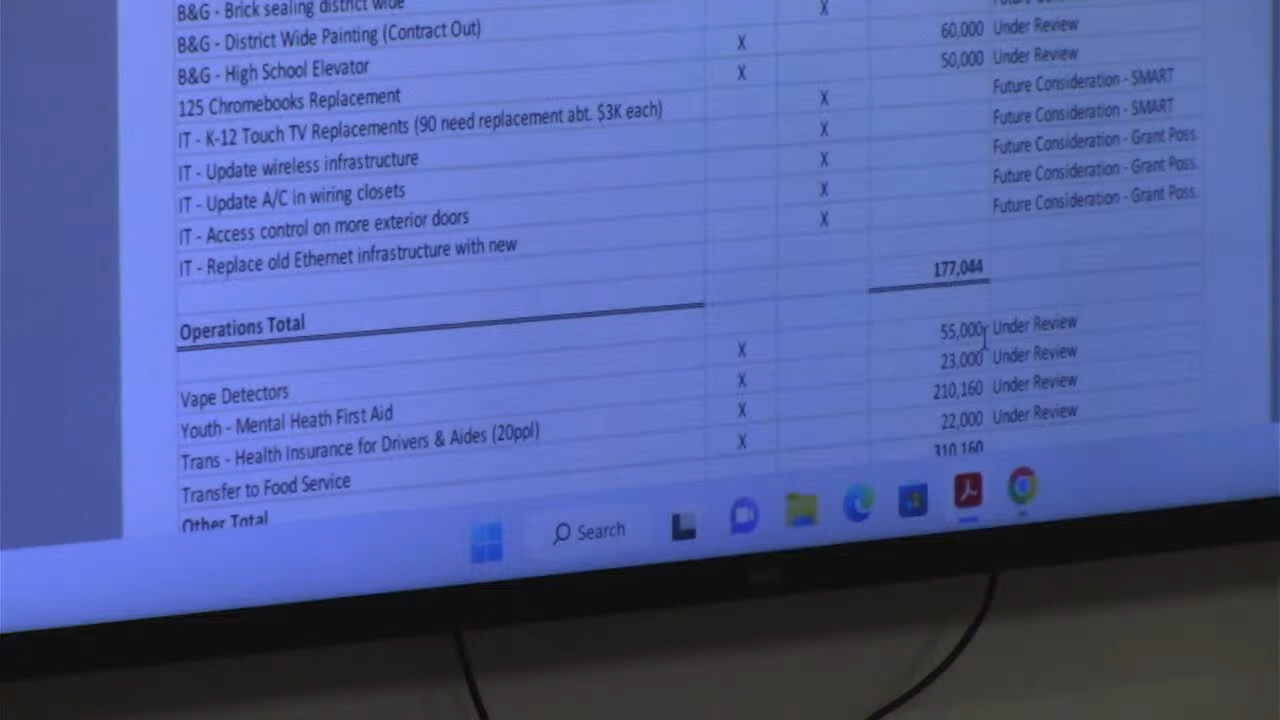 B&G - Brick sealing district wide
B&G - District Wide Painting (Contract Out) X Future Consideration
B&G - High School Elevator X 60,000 Under Review
125 Chromebooks Replacement X 50,000 Under Review
IT - K-12 Touch TV Replacements (90 need replacement abt. $3K each) X Future Consideration - SMART
IT - Update wireless infrastructure X Future Consideration - SMART
IT - Update A/C in wiring closets X Future Consideration - Grant Poss.
IT - Access control on more exterior doors X Future Consideration - Grant Poss.
IT - Replace old Ethernet infrastructure with new X Future Consideration - Grant Poss.
Operations Total 177,044
Vape Detectors X 55,000 Under Review
Youth - Mental Heath First Aid X 23,000 Under Review
Trans - Health Insurance for Drivers & Aides (20ppl) X 210,160 Under Review
Transfer to Food Service X 22,000 Under Review
Other Total 310,160
Search